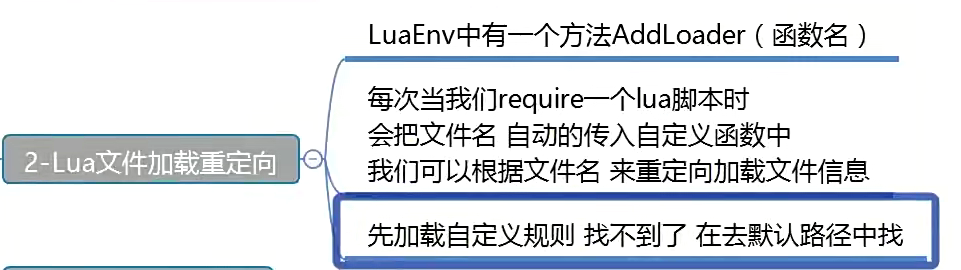 LuaEnv中有一个方法AddLoader（函数名）
每次当我们require一个lua脚本时
会把文件名 自动的传入自定义函数中
我们可以根据文件名 来重定向加载文件信息
2-Lua文件加载重定向
先加载自定义规则 找不到了 在去默认路径中找